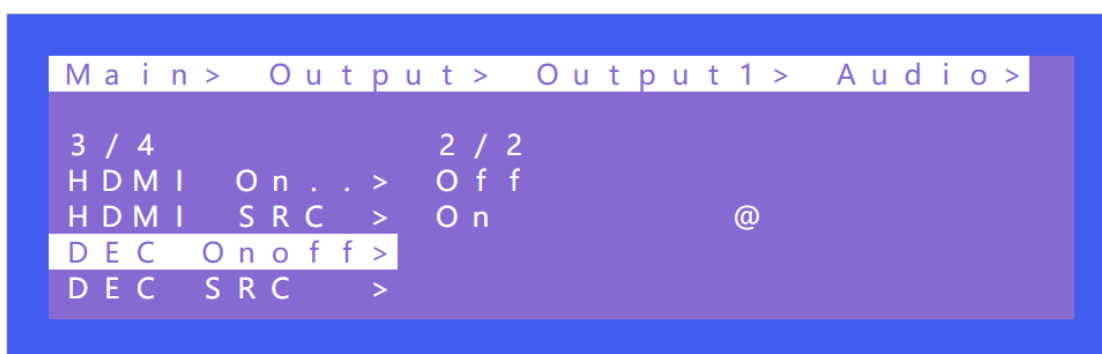 Main> Output> Output1> Audio>
3/4 2/2
HDMI On..> Off
HDMI SRC > On @
DEC Onoff>
DEC SRC >